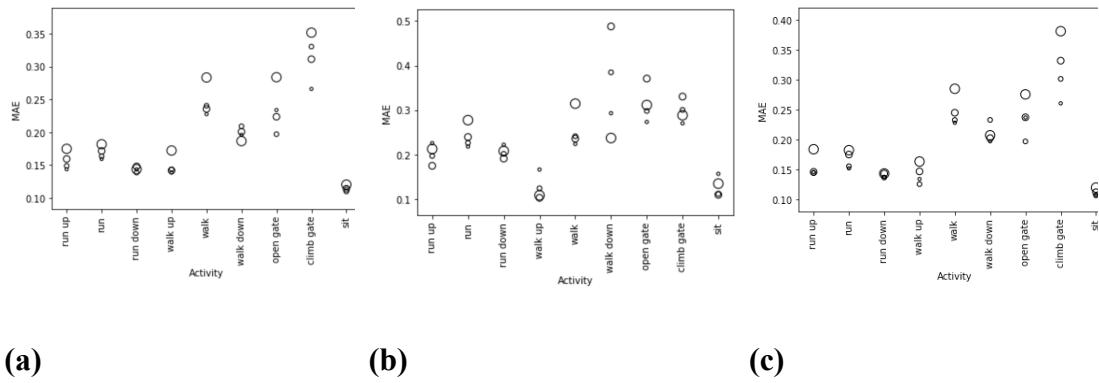 0.35
0.30
0.25
0.20
0.15
0.10
MAE
run up
run
run down
walk up
walk
walk down
open gate
climb gate
sit
Activity
(a)
0.5
0.4
0.3
0.2
0.1
MAE
run up
run
run down
walk up
walk
walk down
open gate
climb gate
sit
Activity
(b)
0.40
0.35
0.30
0.25
0.20
0.15
0.10
MAE
run up
run
run down
walk up
walk
walk down
open gate
climb gate
sit
Activity
(c)